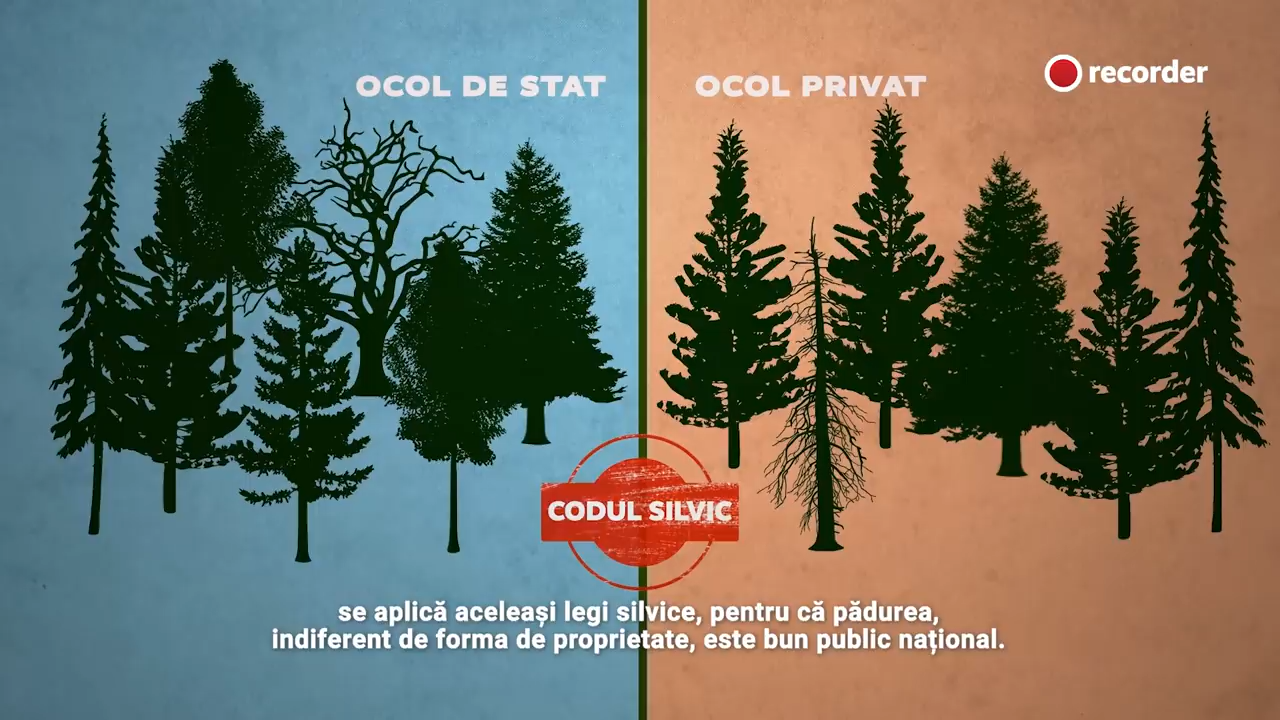 OCOL DE STAT
OCOL PRIVAT
recorder
CODUL SILVIC
se aplică aceleași legi silvice, pentru că pădurea,
indiferent de forma de proprietate, este bun public național.